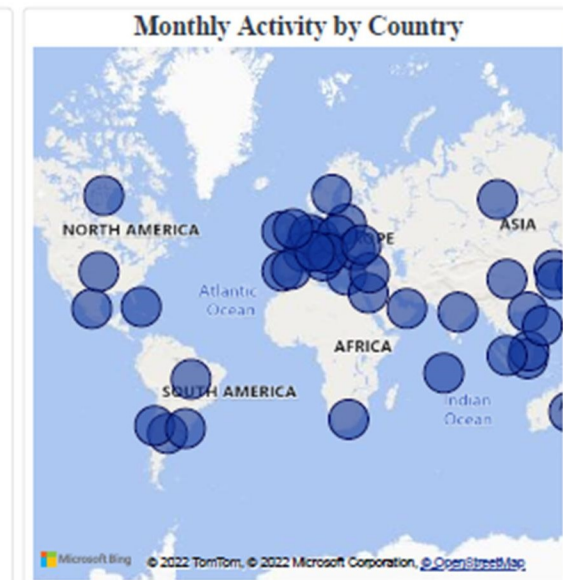 Monthly Activity by Country
NORTH AMERICA
ASIA
OPE
Atlantic
Ocean
AFRICA
SOUTH AMERICA
Indian
Ocean
Microsoft Bing
© 2022 TomTom, © 2022 Microsoft Corporation, © OpenStreetMap